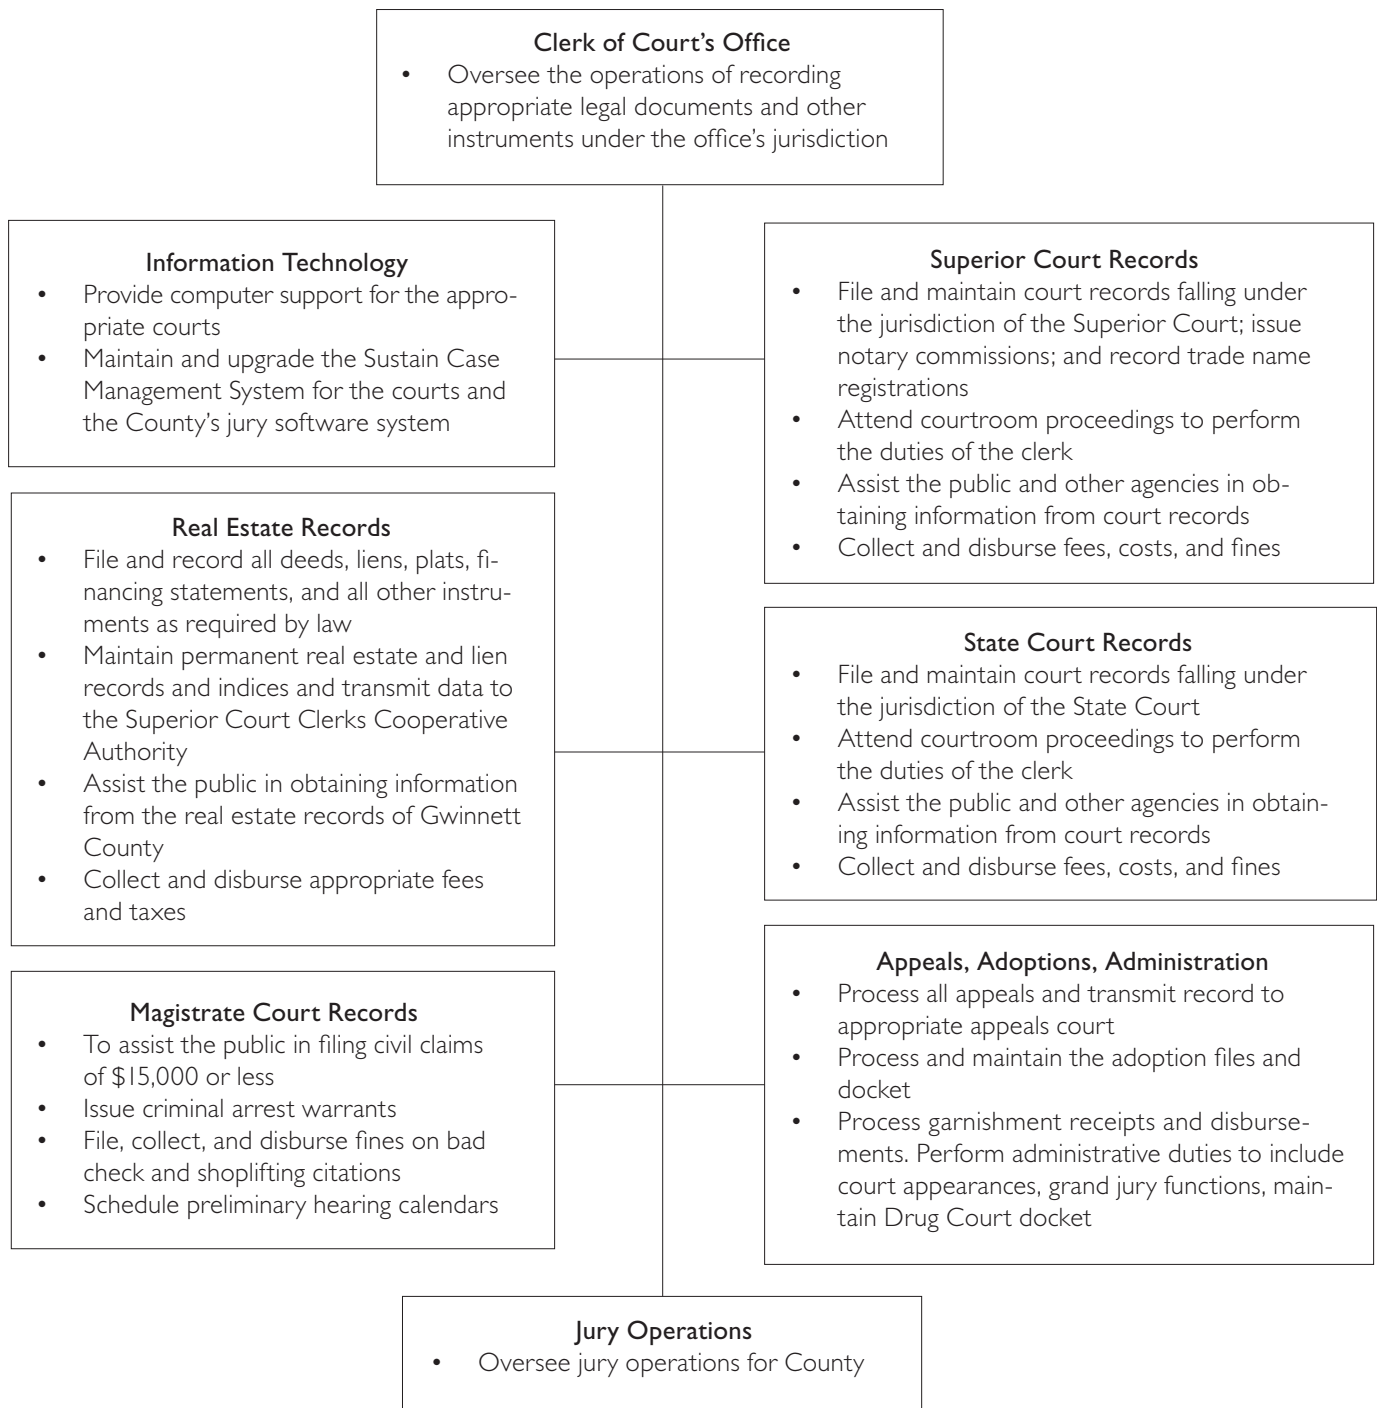 Clerk of Court's Office
• Oversee the operations of recording
appropriate legal documents and other
instruments under the office's jurisdiction
Information Technology
• Provide computer support for the appro-
priate courts
• Maintain and upgrade the Sustain Case
Management System for the courts and
the County's jury software system
Superior Court Records
• File and maintain court records falling under
the jurisdiction of the Superior Court; issue
notary commissions; and record trade name
registrations
• Attend courtroom proceedings to perform
the duties of the clerk
• Assist the public and other agencies in ob-
taining information from court records
• Collect and disburse fees, costs, and fines
Real Estate Records
• File and record all deeds, liens, plats, fi-
nancing statements, and all other instru-
ments as required by law
• Maintain permanent real estate and lien
records and indices and transmit data to
the Superior Court Clerks Cooperative
Authority
• Assist the public in obtaining information
from the real estate records of Gwinnett
County
• Collect and disburse appropriate fees
and taxes
State Court Records
• File and maintain court records falling under
the jurisdiction of the State Court
• Attend courtroom proceedings to perform
the duties of the clerk
• Assist the public and other agencies in obtain-
ing information from court records
• Collect and disburse fees, costs, and fines
Magistrate Court Records
• To assist the public in filing civil claims
of $15,000 or less
• Issue criminal arrest warrants
• File, collect, and disburse fines on bad
check and shoplifting citations
• Schedule preliminary hearing calendars
Appeals, Adoptions, Administration
• Process all appeals and transmit record to
appropriate appeals court
• Process and maintain the adoption files and
docket
• Process garnishment receipts and disburse-
ments. Perform administrative duties to include
court appearances, grand jury functions, main-
tain Drug Court docket
Jury Operations
• Oversee jury operations for County